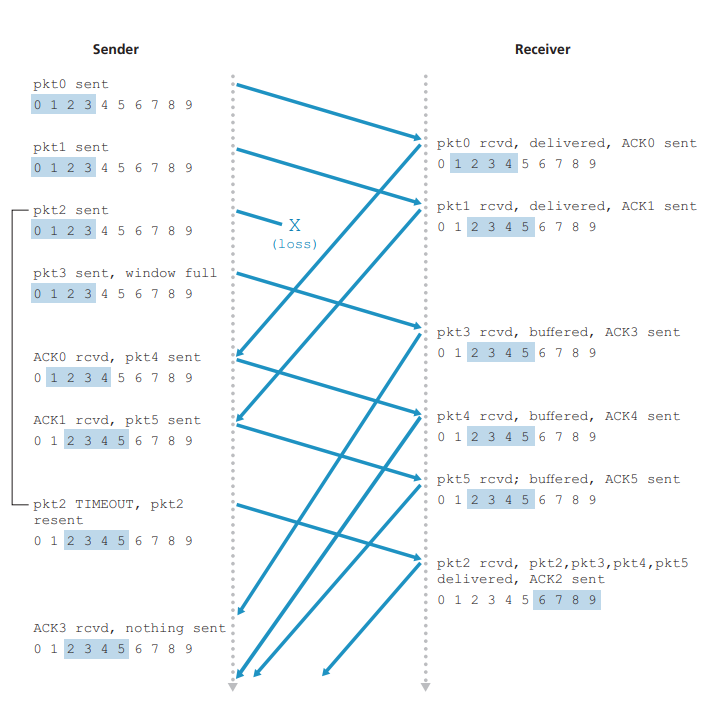 Sender
Receiver
pkt0 sent
0 1 2 3 4 5 6 7 8 9
pkt0 rcvd, delivered, ACK0 sent
0 1 2 3 4 5 6 7 8 9
pkt1 sent
0 1 2 3 4 5 6 7 8 9
pkt1 rcvd, delivered, ACK1 sent
0 1 2 3 4 5 6 7 8 9
pkt2 sent
0 1 2 3 4 5 6 7 8 9
X
(loss)
pkt3 sent, window full
0 1 2 3 4 5 6 7 8 9
pkt3 rcvd, buffered, ACK3 sent
0 1 2 3 4 5 6 7 8 9
ACK0 rcvd, pkt4 sent
0 1 2 3 4 5 6 7 8 9
pkt4 rcvd, buffered, ACK4 sent
0 1 2 3 4 5 6 7 8 9
ACK1 rcvd, pkt5 sent
0 1 2 3 4 5 6 7 8 9
pkt5 rcvd; buffered, ACK5 sent
0 1 2 3 4 5 6 7 8 9
pkt2 TIMEOUT, pkt2
resent
0 1 2 3 4 5 6 7 8 9
pkt2 rcvd, pkt2,pkt3,pkt4,pkt5
delivered, ACK2 sent
0 1 2 3 4 5 6 7 8 9
ACK3 rcvd, nothing sent
0 1 2 3 4 5 6 7 8 9